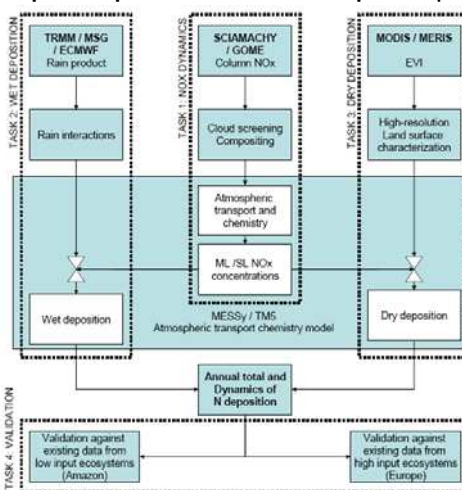 TASK 2: WET DEPOSITION
TRMM / MSG
/ ECMWF
Rain product
Rain interactions
TASK 1: NOX DYNAMICS
SCIAMACHY
/ GOME
Column NOx
Cloud screening
Compositing
TASK 3: DRY DEPOSITION
MODIS / MERIS
EVI
High-resolution
Land surface
characterization
Atmospheric
transport and
chemistry
ML /SL NOx
concentrations
Wet deposition
MESSy / TM5
Atmospheric transport chemistry model
Dry deposition
Annual total and
Dynamics of
N deposition
TASK 4: VALIDATION
Validation against
existing data from
low input ecosystems
(Amazon)
Validation against
existing data from
high input ecosystems
(Europe)